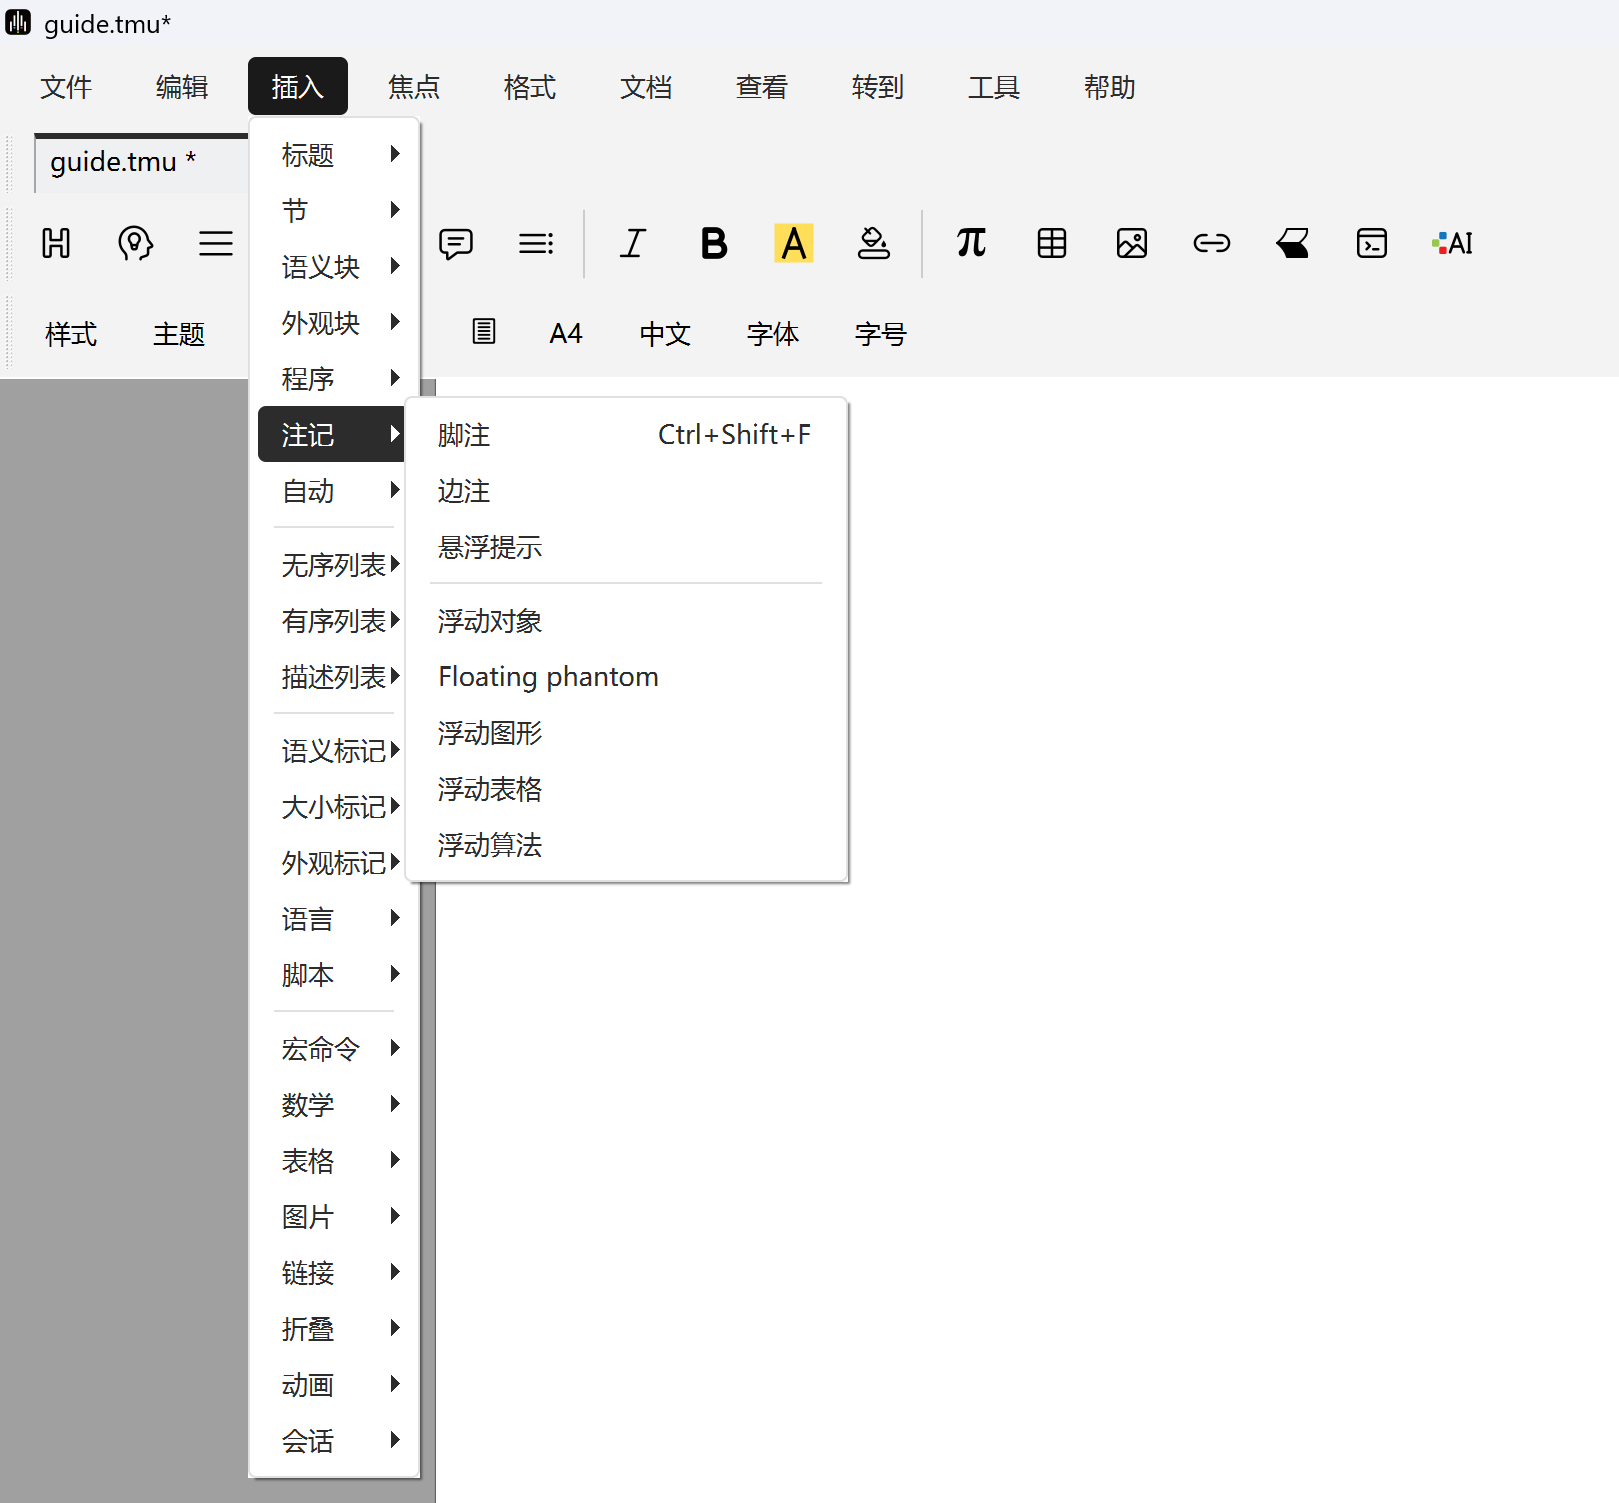 guide.tmu*
文件 编辑 插入 焦点 格式 文档 查看 转到 工具 帮助
guide.tmu *
H B A π AI
样式 主题 A4 中文 字体 字号
标题
节
语义块
外观块
程序
注记
自动
无序列表
有序列表
描述列表
语义标记
大小标记
外观标记
语言
脚本
宏命令
数学
表格
图片
链接
折叠
动画
会话
脚注 Ctrl+Shift+F
边注
悬浮提示
浮动对象
Floating phantom
浮动图形
浮动表格
浮动算法